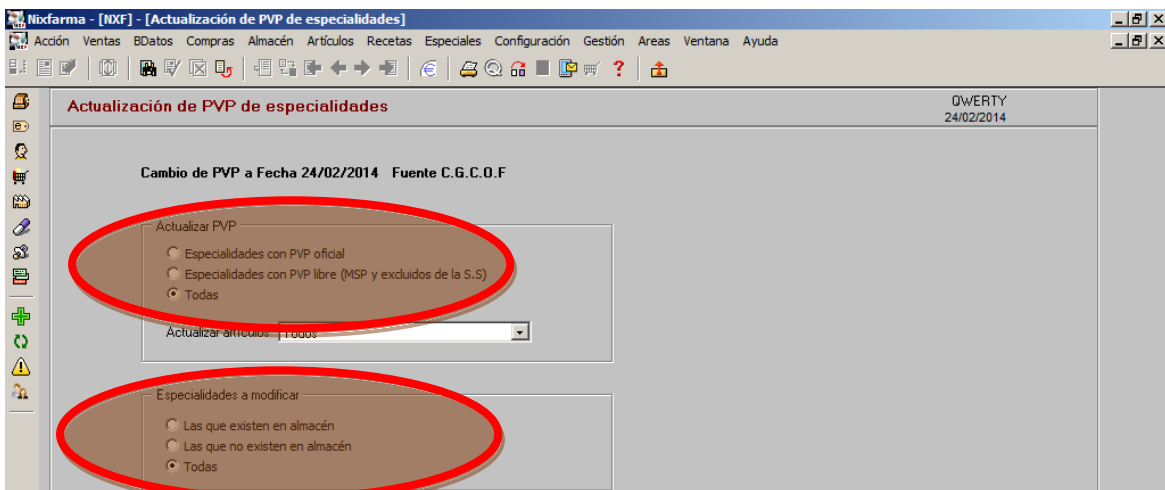 Nixfarma - [NXF] - [Actualización de PVP de especialidades]
Acción Ventas BDatos Compras Almacén Artículos Recetas Especiales Configuración Gestión Areas Ventana Ayuda
Actualización de PVP de especialidades
QWERTY
24/02/2014
Cambio de PVP a Fecha 24/02/2014 Fuente C.G.C.O.F
Actualizar PVP
Especialidades con PVP oficial
Especialidades con PVP libre (MSP y excluidos de la S.S)
Todas
Actualizar artículos Todos
Especialidades a modificar
Las que existen en almacén
Las que no existen en almacén
Todas